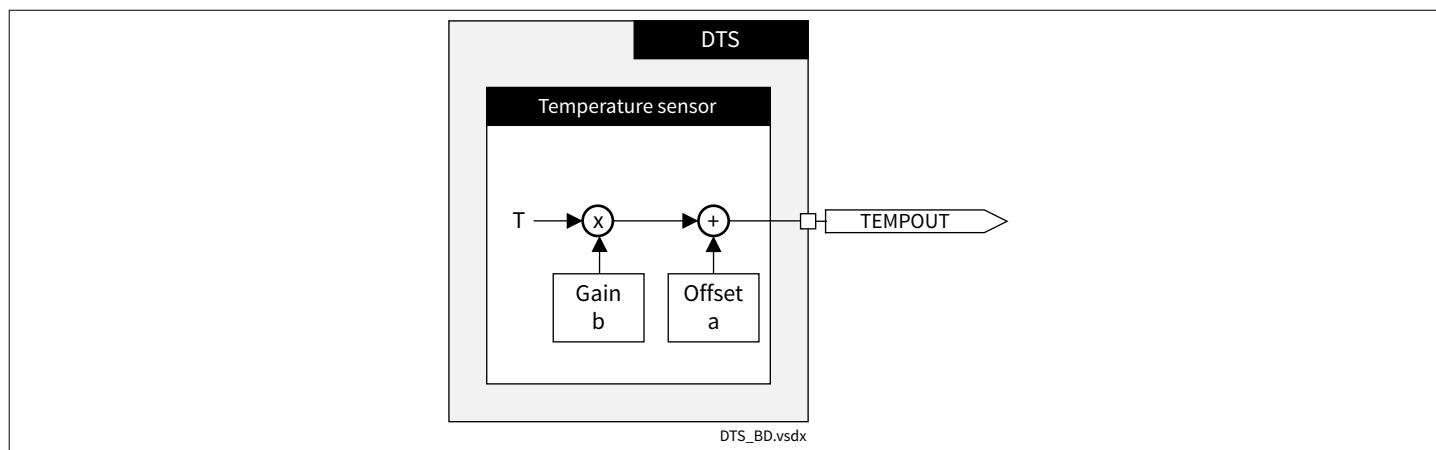 DTS
Temperature sensor
T
x
+
TEMPOUT
Gain
b
Offset
a
DTS_BD.vsdx